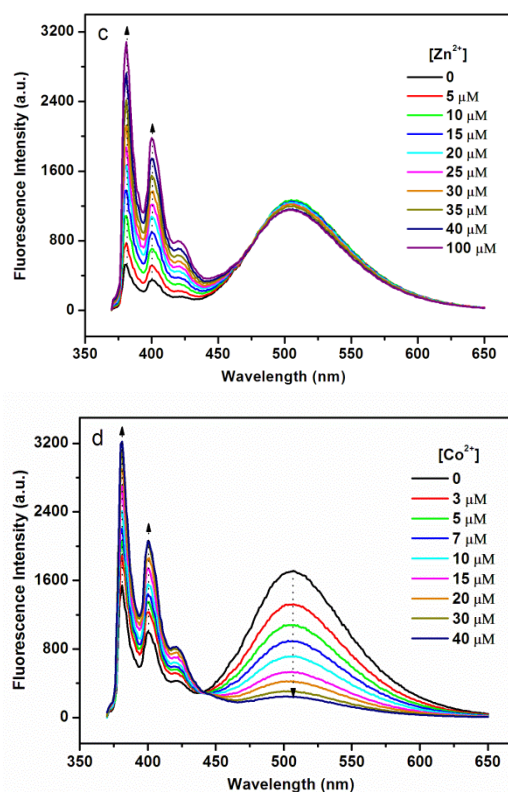 c
[Zn²⁺]
0
5 μM
10 μM
15 μM
20 μM
25 μM
30 μM
35 μM
40 μM
100 μM
Fluorescence Intensity (a.u.)
3200
2400
1600
800
0
350 400 450 500 550 600 650
Wavelength (nm)
d
[Co²⁺]
0
3 μM
5 μM
7 μM
10 μM
15 μM
20 μM
30 μM
40 μM
Fluorescence Intensity (a.u.)
3200
2400
1600
800
0
350 400 450 500 550 600 650
Wavelength (nm)